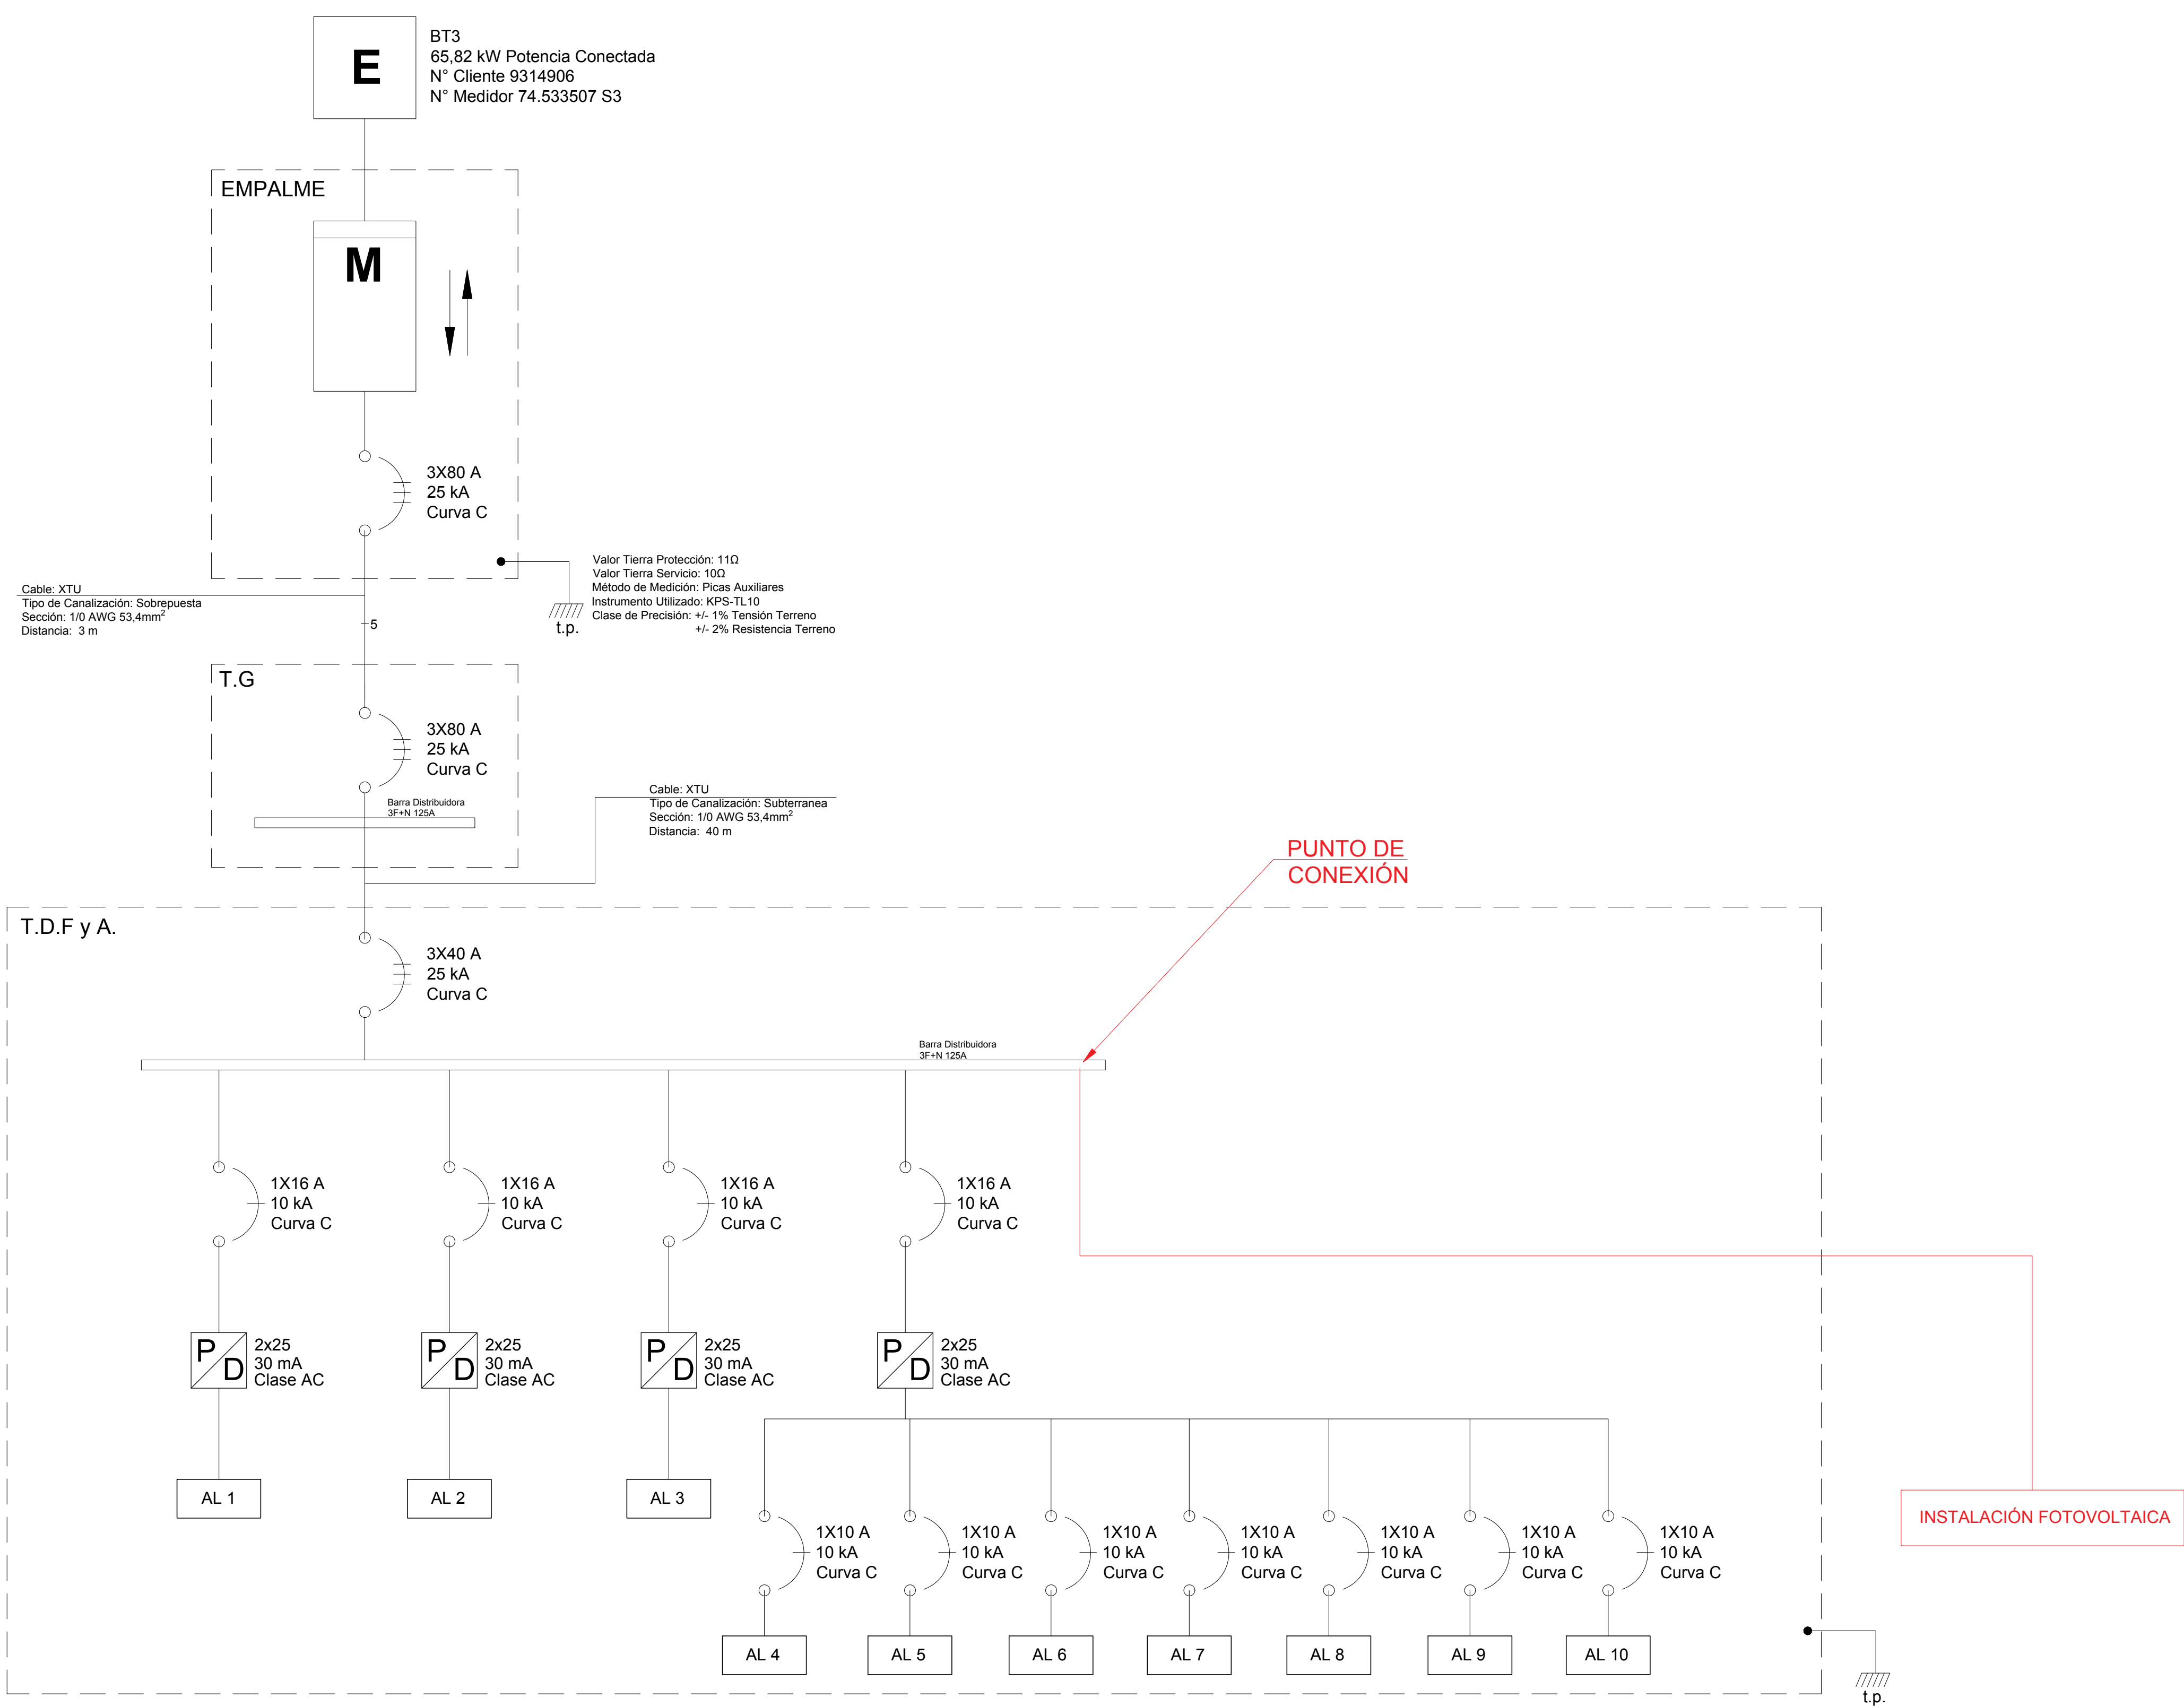 E
BT3
65,82 kW Potencia Conectada
N° Cliente 9314906
N° Medidor 74.533507 S3
EMPALME
M
3X80 A
25 kA
Curva C
Valor Tierra Protección: 11Ω
Valor Tierra Servicio: 10Ω
Método de Medición: Picas Auxiliares
Instrumento Utilizado: KPS-TL10
Clase de Precisión: +/- 1% Tensión Terreno
+/- 2% Resistencia Terreno
t.p.
Cable: XTU
Tipo de Canalización: Sobrepuesta
Sección: 1/0 AWG 53,4mm²
Distancia: 3 m
5
T.G
3X80 A
25 kA
Curva C
Barra Distribuidora
3F+N 125A
Cable: XTU
Tipo de Canalización: Subterranea
Sección: 1/0 AWG 53,4mm²
Distancia: 40 m
PUNTO DE
CONEXIÓN
T.D.F y A.
3X40 A
25 kA
Curva C
Barra Distribuidora
3F+N 125A
1X16 A
10 kA
Curva C
1X16 A
10 kA
Curva C
1X16 A
10 kA
Curva C
1X16 A
10 kA
Curva C
P
D
2x25
30 mA
Clase AC
P
D
2x25
30 mA
Clase AC
P
D
2x25
30 mA
Clase AC
P
D
2x25
30 mA
Clase AC
AL 1
AL 2
AL 3
INSTALACIÓN FOTOVOLTAICA
1X10 A
10 kA
Curva C
1X10 A
10 kA
Curva C
1X10 A
10 kA
Curva C
1X10 A
10 kA
Curva C
1X10 A
10 kA
Curva C
1X10 A
10 kA
Curva C
1X10 A
10 kA
Curva C
AL 4
AL 5
AL 6
AL 7
AL 8
AL 9
AL 10
t.p.